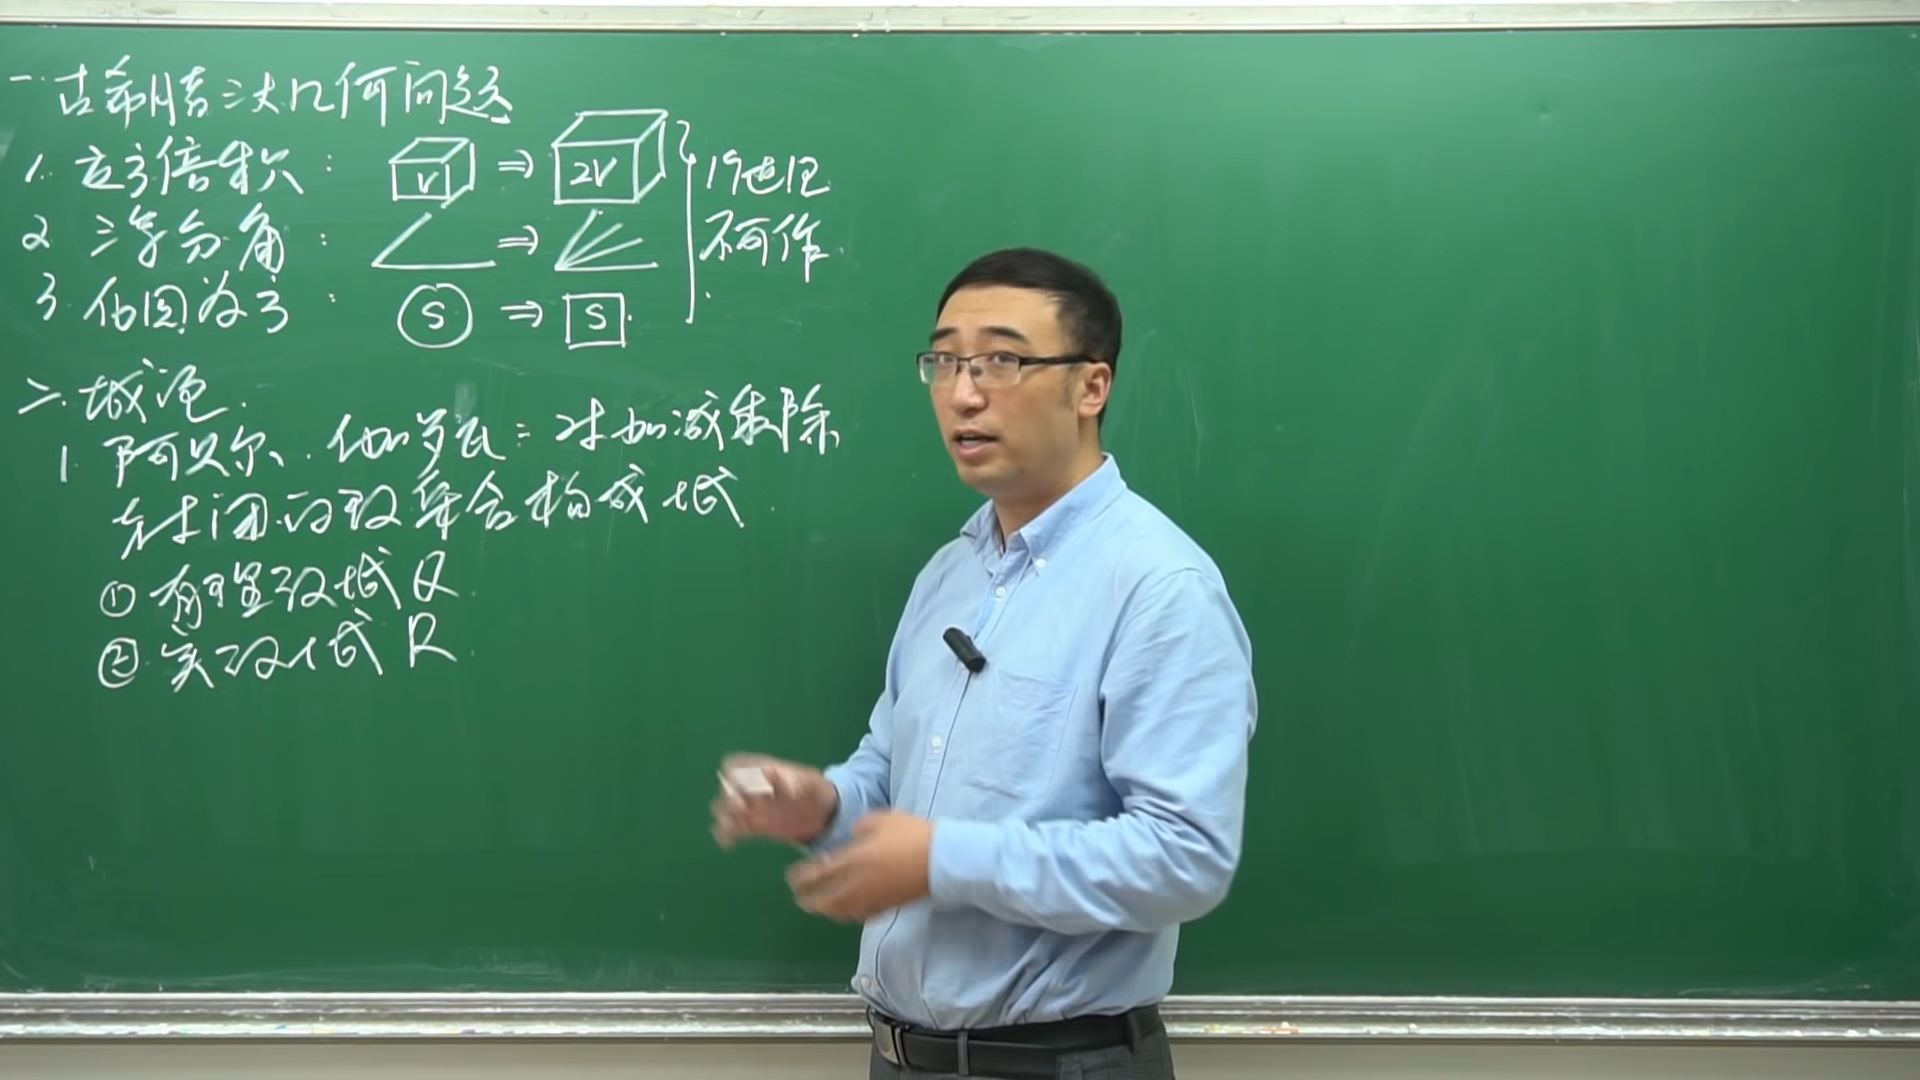 一. 古希腊三大几何问题
1. 立方倍积: V ⇒ 2V
2 三等分角: ⇒
3. 化圆为方: S ⇒ S.
19世纪
不可作.
二. 域论.
1. 阿贝尔. 伽罗瓦: 对加减乘除
封闭的数集合构成域.
① 有理数域 Q
② 实数域 R.